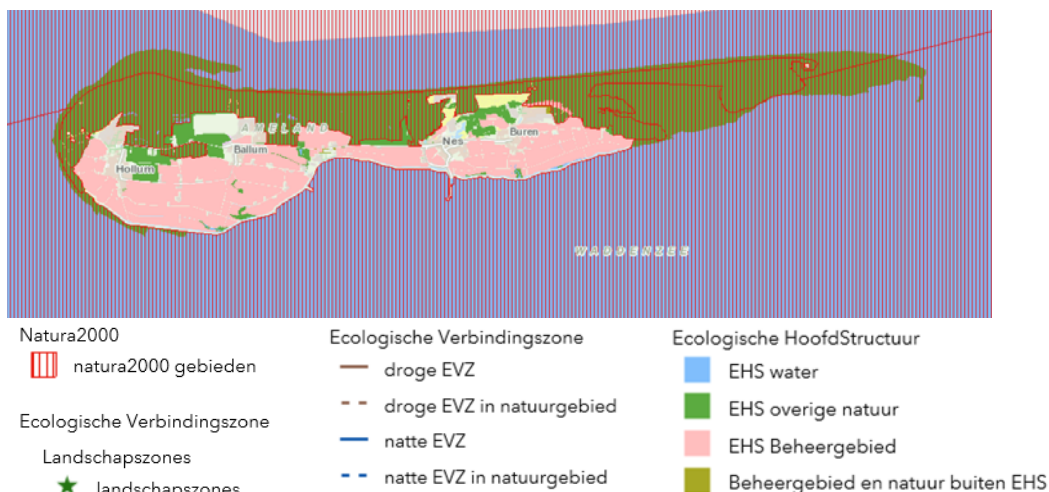 AMELAND
Hollum
Ballum
Nes
Buren
WADDENZEE
Natura2000
natura2000 gebieden
Ecologische Verbindingszone
Landschapszones
landschapszones
Ecologische Verbindingszone
droge EVZ
droge EVZ in natuurgebied
natte EVZ
natte EVZ in natuurgebied
Ecologische HoofdStructuur
EHS water
EHS overige natuur
EHS Beheergebied
Beheergebied en natuur buiten EHS